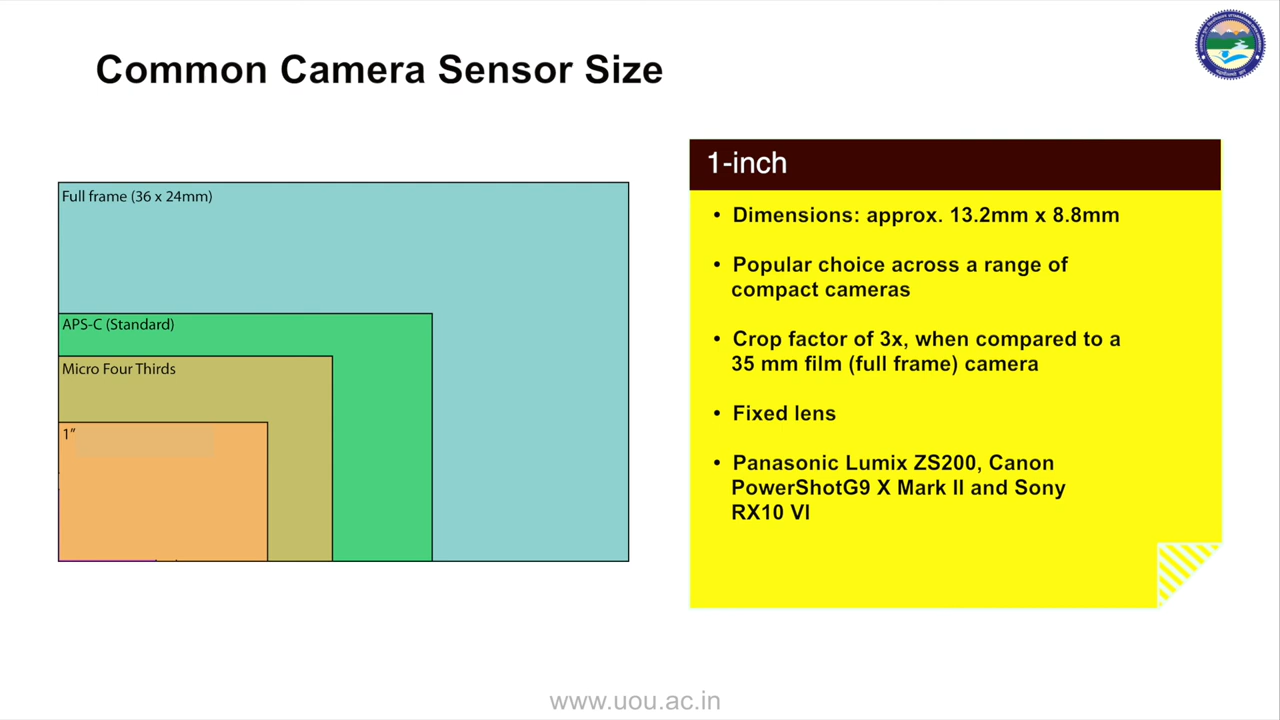 Common Camera Sensor Size
Full frame (36 x 24mm)
APS-C (Standard)
Micro Four Thirds
1”
1-inch
• Dimensions: approx. 13.2mm x 8.8mm
• Popular choice across a range of
compact cameras
• Crop factor of 3x, when compared to a
35 mm film (full frame) camera
• Fixed lens
• Panasonic Lumix ZS200, Canon
PowerShotG9 X Mark II and Sony
RX10 VI
www.uou.ac.in